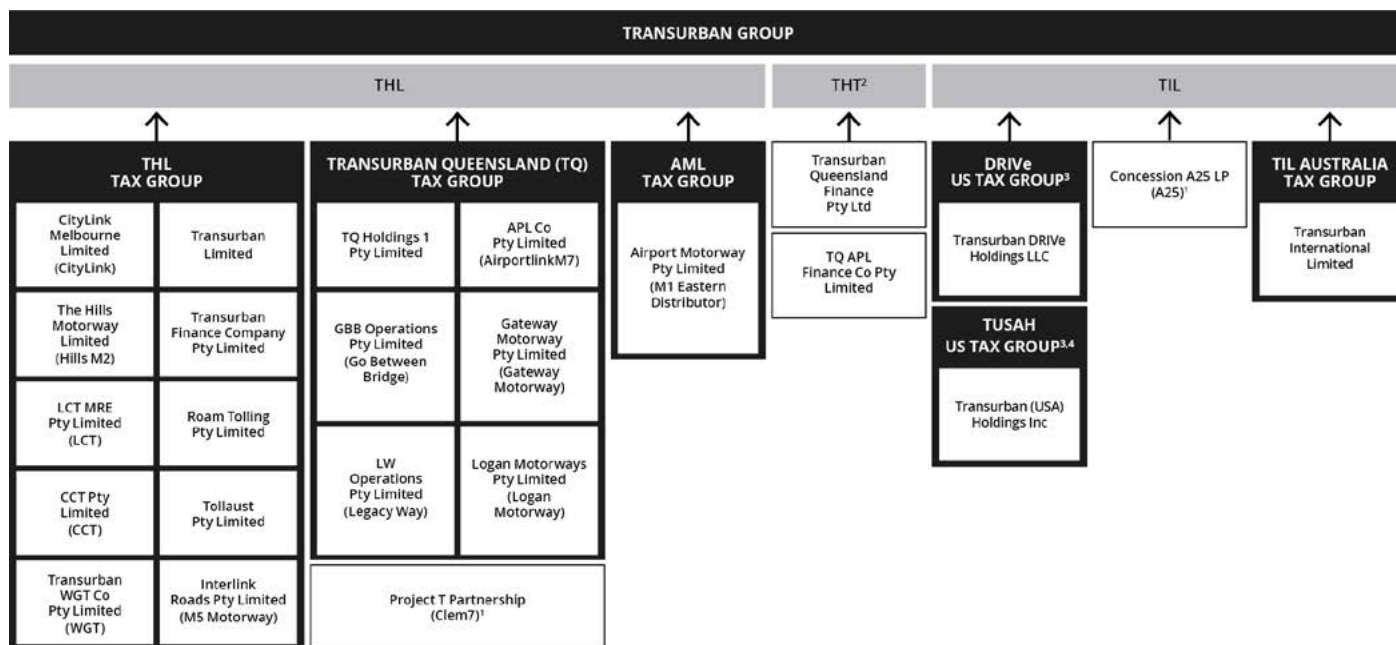 TRANSURBAN GROUP
THL
THT²
TIL
THL
TAX GROUP
CityLink
Melbourne
Limited
(CityLink)
Transurban
Limited
The Hills
Motorway
Limited
(Hills M2)
Transurban
Finance Company
Pty Limited
LCT MRE
Pty Limited
(LCT)
Roam Tolling
Pty Limited
CCT Pty
Limited
(CCT)
Tollaust
Pty Limited
Transurban
WGT Co
Pty Limited
(WGT)
Interlink
Roads Pty Limited
(M5 Motorway)
TRANSURBAN QUEENSLAND (TQ)
TAX GROUP
TQ Holdings 1
Pty Limited
APL Co
Pty Limited
(AirportlinkM7)
GBB Operations
Pty Limited
(Go Between
Bridge)
Gateway
Motorway
Pty Limited
(Gateway
Motorway)
LW
Operations
Pty Limited
(Legacy Way)
Logan Motorways
Pty Limited
(Logan
Motorway)
Project T Partnership
(Clem7)¹
AML
TAX GROUP
Airport Motorway
Pty Limited
(M1 Eastern
Distributor)
Transurban
Queensland
Finance
Pty Ltd
TQ APL
Finance Co Pty
Limited
DRIVe
US TAX GROUP³
Transurban DRIVe
Holdings LLC
TUSAH
US TAX GROUP³,⁴
Transurban (USA)
Holdings Inc
Concession A25 LP
(A25)¹
TIL AUSTRALIA
TAX GROUP
Transurban
International
Limited